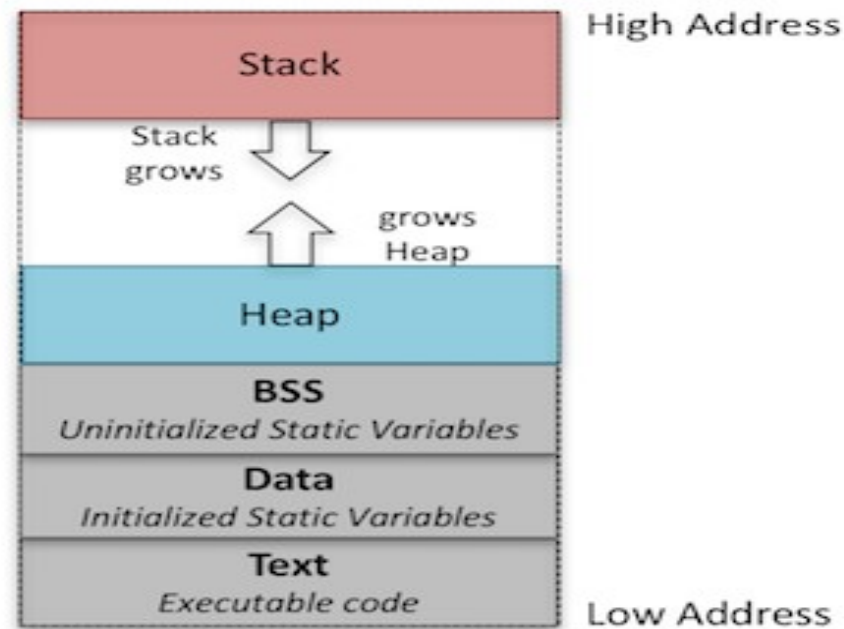 High Address
Stack
Stack
grows
grows
Heap
Heap
BSS
Uninitialized Static Variables
Data
Initialized Static Variables
Text
Executable code
Low Address